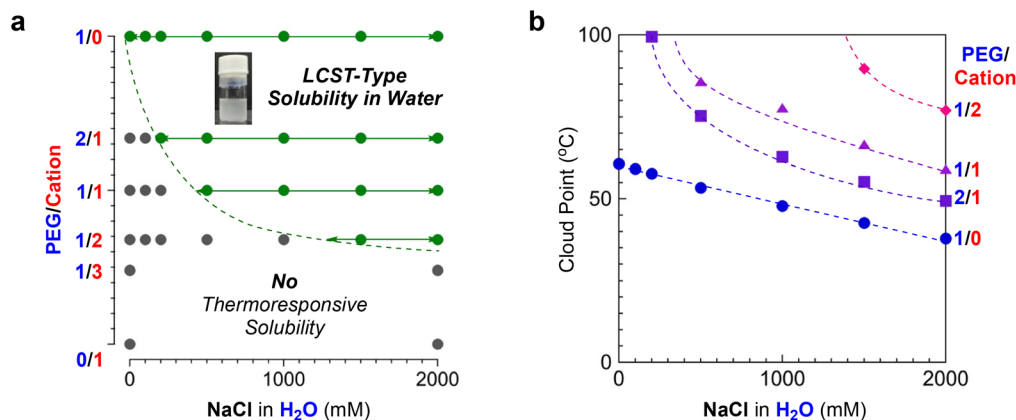 a
PEG/Cation
1/0
2/1
1/1
1/2
1/3
0/1
LCST-Type
Solubility in Water
No
Thermoresponsive
Solubility
0
1000
2000
NaCl in H₂O (mM)
b
Cloud Point (ºC)
100
50
0
PEG/
Cation
1/2
1/1
2/1
1/0
0
1000
2000
NaCl in H₂O (mM)